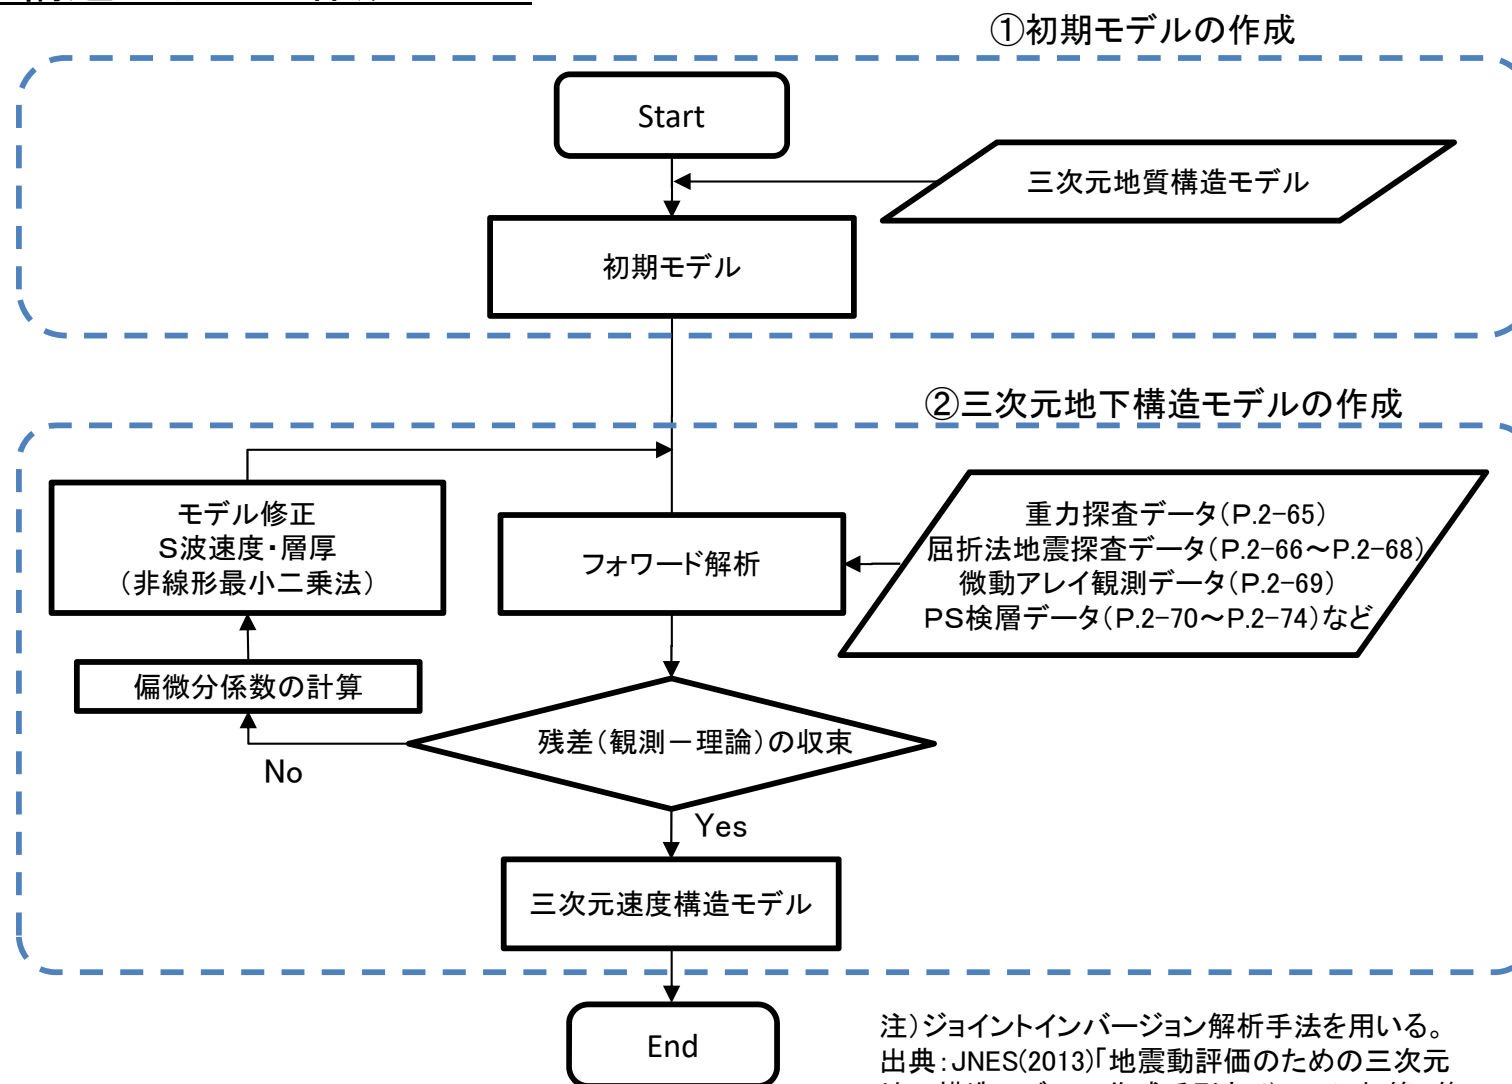 ①初期モデルの作成
Start
三次元地質構造モデル
初期モデル
②三次元地下構造モデルの作成
モデル修正
S波速度・層厚
(非線形最小二乗法)
フォワード解析
重力探査データ(P.2-65)
屈折法地震探査データ(P.2-66～P.2-68)
微動アレイ観測データ(P.2-69)
PS検層データ(P.2-70～P.2-74)など
偏微分係数の計算
残差(観測－理論)の収束
No
Yes
三次元速度構造モデル
End
注)ジョイントインバージョン解析手法を用いる。
出典:JNES(2013)「地震動評価のための三次元